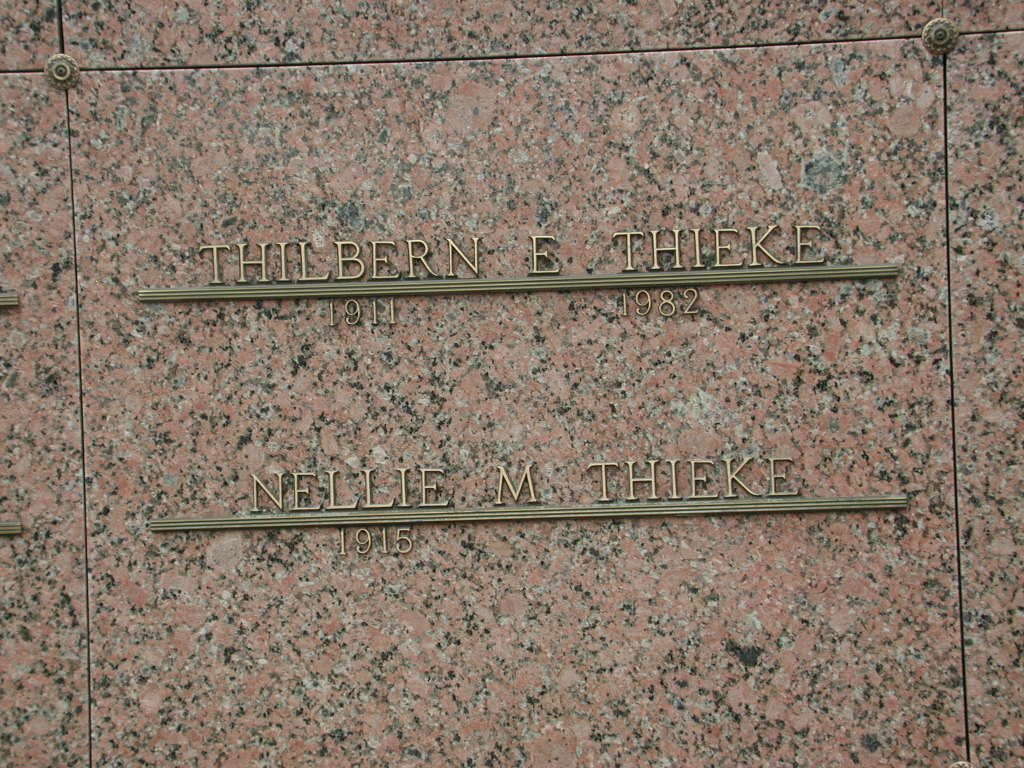 THILBERN E THIEKE
1911 1982
NELLIE M THIEKE
1915